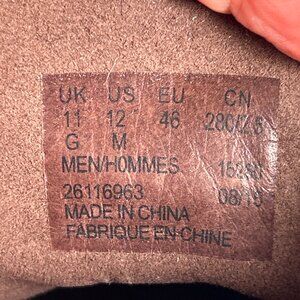 UK US EU CN
11 12 46 280/2.5
G M
MEN/HOMMES
26116963 08/15
MADE IN CHINA
FABRIQUE EN CHINE